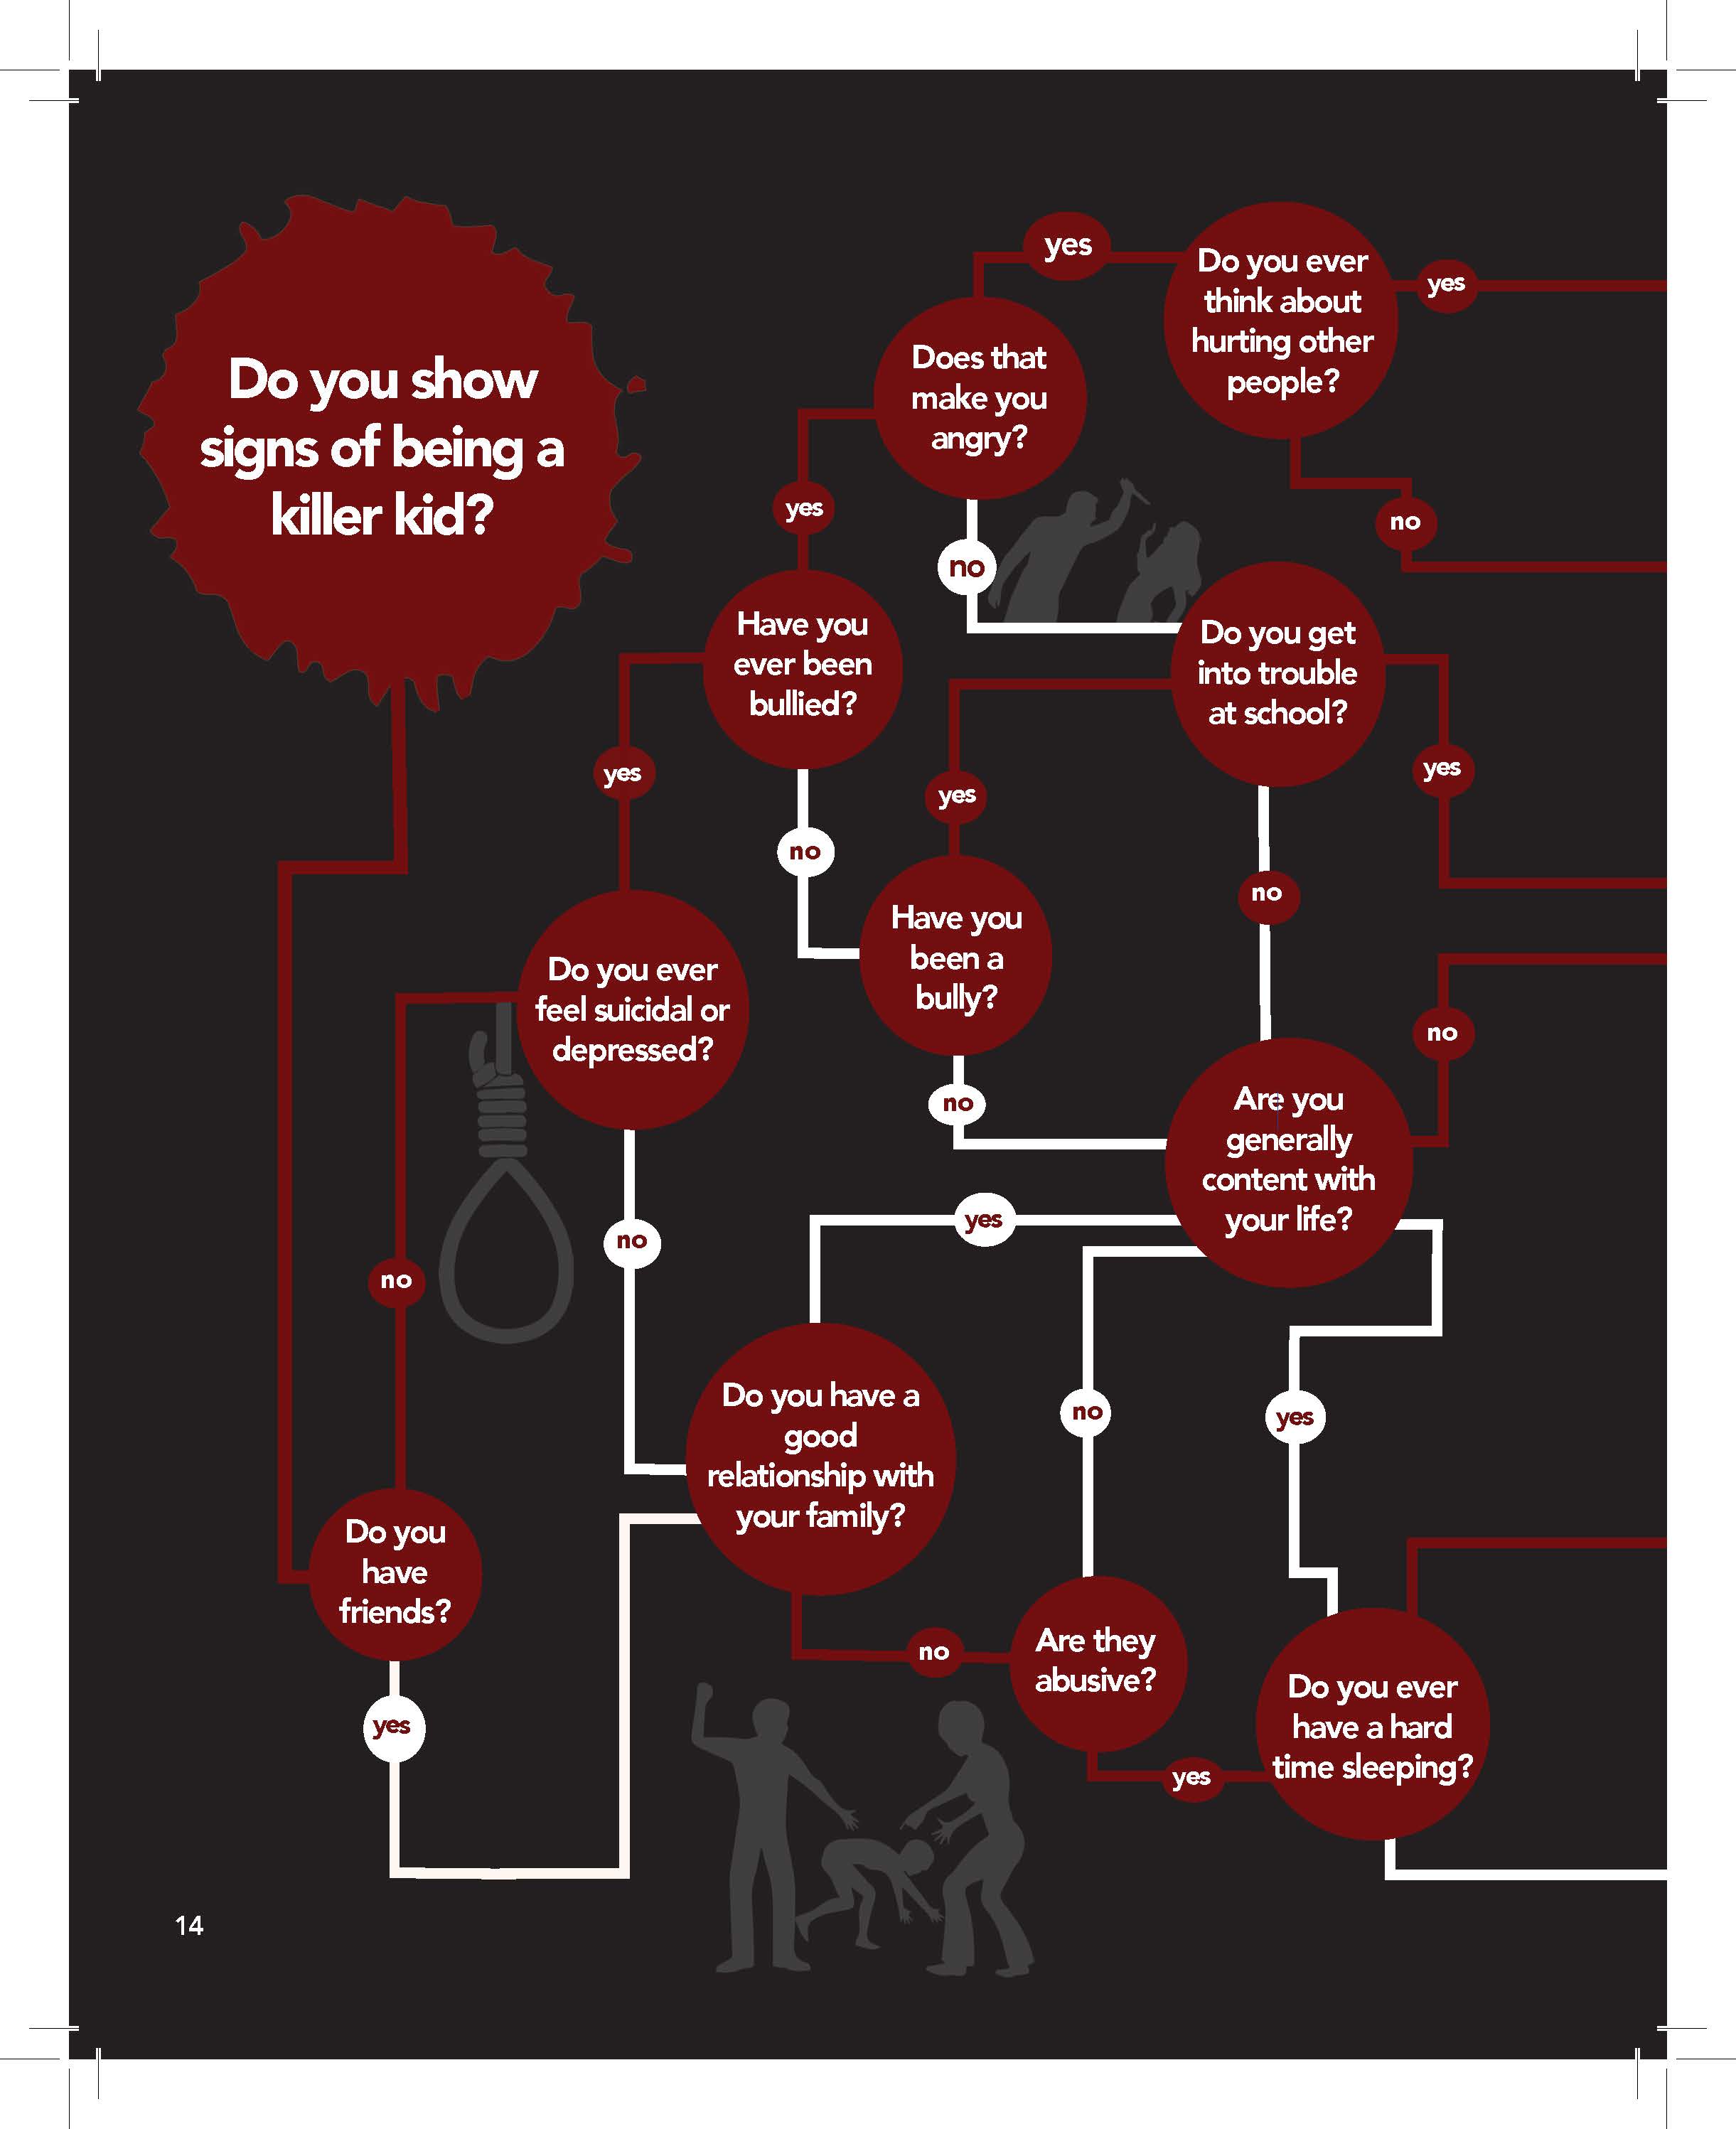 Do you show
signs of being a
killer kid?
yes
Do you ever
think about
hurting other
people?
yes
Does that
make you
angry?
yes
no
no
Have you
ever been
bullied?
Do you get
into trouble
at school?
yes
yes
yes
no
no
Have you
been a
bully?
Do you ever
feel suicidal or
depressed?
no
no
Are you
generally
content with
your life?
yes
no
no
Do you have a
good
relationship with
your family?
no
yes
Do you
have
friends?
no
Are they
abusive?
Do you ever
have a hard
time sleeping?
yes
yes
14